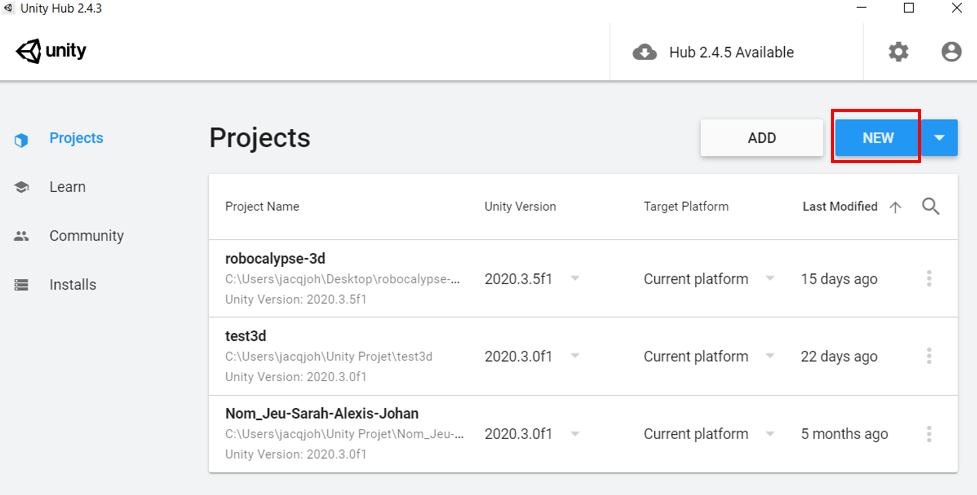 Unity Hub 2.4.3
unity
Hub 2.4.5 Available
Projects
Learn
Community
Installs
Projects
ADD
NEW
Project Name Unity Version Target Platform Last Modified
robocalypse-3d
C:\Users\jacqjoh\Desktop\robocalypse-...
Unity Version: 2020.3.5f1
2020.3.5f1 Current platform 15 days ago
test3d
C:\Users\jacqjoh\Unity Projet\test3d
Unity Version: 2020.3.0f1
2020.3.0f1 Current platform 22 days ago
Nom_Jeu-Sarah-Alexis-Johan
C:\Users\jacqjoh\Unity Projet\Nom_Jeu-...
Unity Version: 2020.3.0f1
2020.3.0f1 Current platform 5 months ago